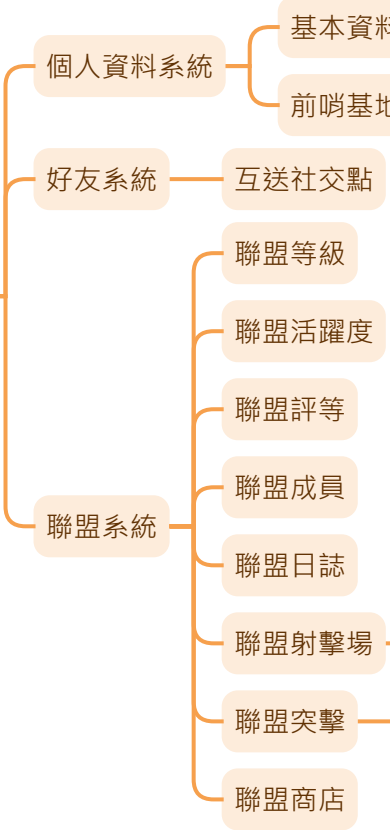 個人資料系統
基本資料
前哨基地
好友系統
互送社交點
聯盟系統
聯盟等級
聯盟活躍度
聯盟評等
聯盟成員
聯盟日誌
聯盟射擊場
聯盟突擊
聯盟商店